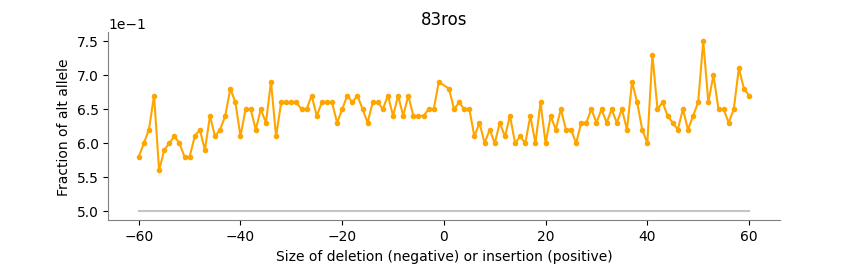 83ros
1e−1
7.5
7.0
6.5
6.0
5.5
5.0
Fraction of alt allele
−60 −40 −20 0 20 40 60
Size of deletion (negative) or insertion (positive)